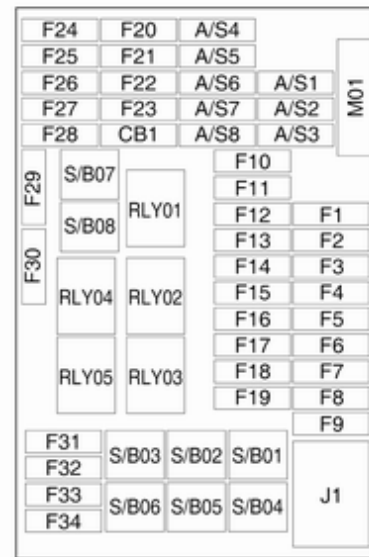 F24 F20 A/S4
F25 F21 A/S5
F26 F22 A/S6 A/S1
F27 F23 A/S7 A/S2
F28 CB1 A/S8 A/S3
M01
F29
F30
S/B07
S/B08
RLY01
RLY04 RLY02
RLY05 RLY03
F10
F11
F12 F1
F13 F2
F14 F3
F15 F4
F16 F5
F17 F6
F18 F7
F19 F8
F9
F31
F32
F33
F34
S/B03 S/B02 S/B01
S/B06 S/B05 S/B04
J1